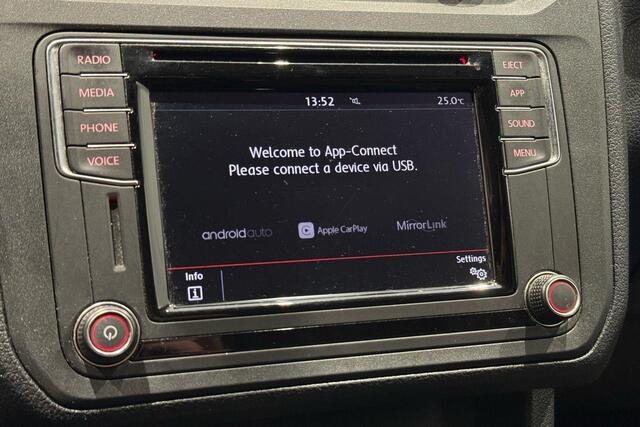 RADIO
MEDIA
PHONE
VOICE
EJECT
APP
SOUND
MENU
13:52
25.0°C
Welcome to App-Connect
Please connect a device via USB.
androidauto
Apple CarPlay
MirrorLink
Settings
Info